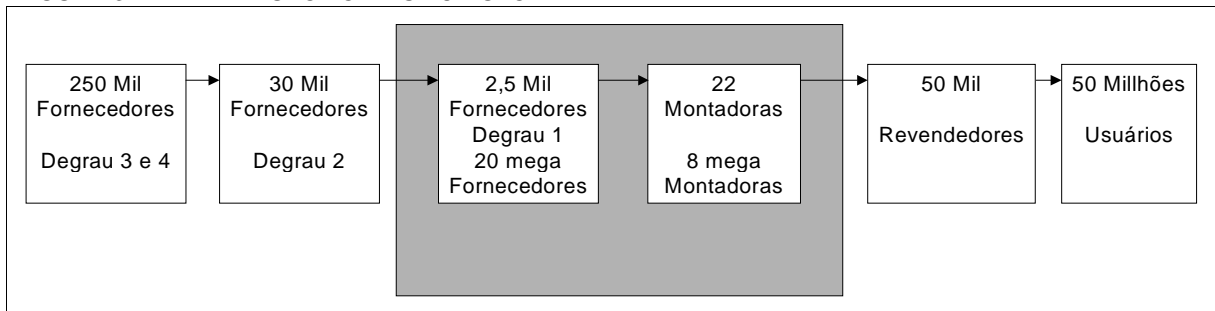 250 Mil
Fornecedores
Degrau 3 e 4
30 Mil
Fornecedores
Degrau 2
2,5 Mil
Fornecedores
Degrau 1
20 mega
Fornecedores
22
Montadoras
8 mega
Montadoras
50 Mil
Revendedores
50 Millhões
Usuários